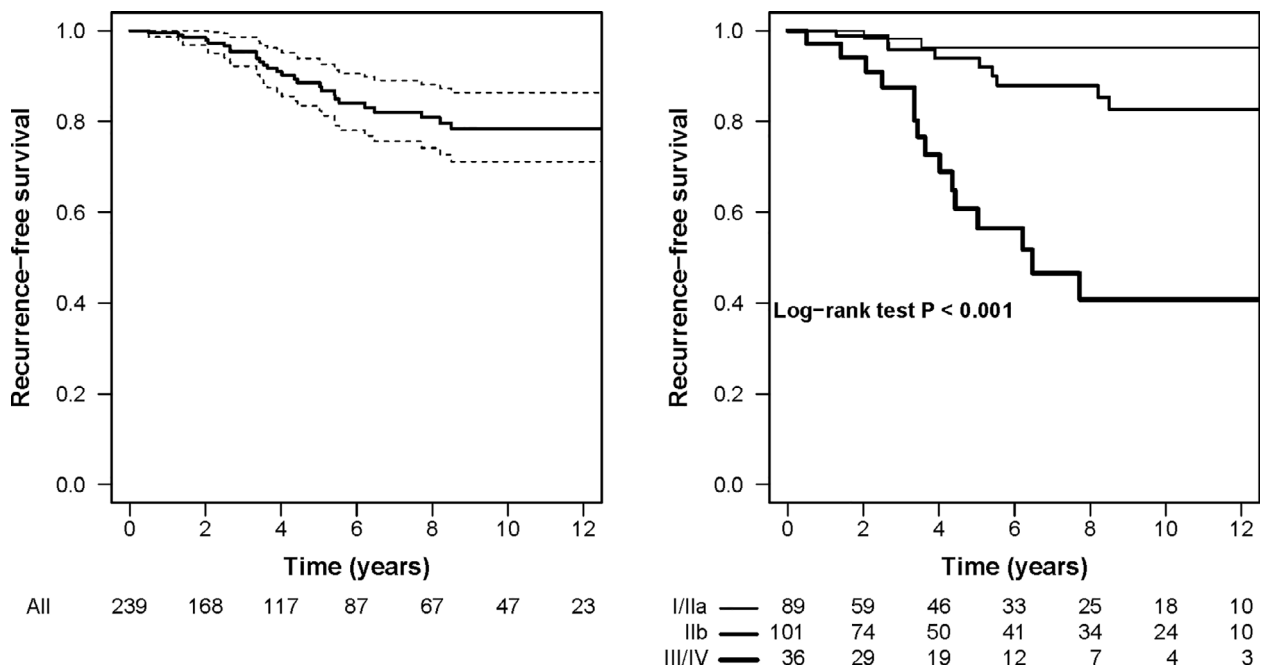 Recurrence-free survival
1.0
0.8
0.6
0.4
0.2
0.0
0 2 4 6 8 10 12
Time (years)
All 239 168 117 87 67 47 23
Recurrence-free survival
1.0
0.8
0.6
0.4
0.2
0.0
Log-rank test P < 0.001
0 2 4 6 8 10 12
Time (years)
I/IIa 89 59 46 33 25 18 10
IIb 101 74 50 41 34 24 10
III/IV 36 29 19 12 7 4 3